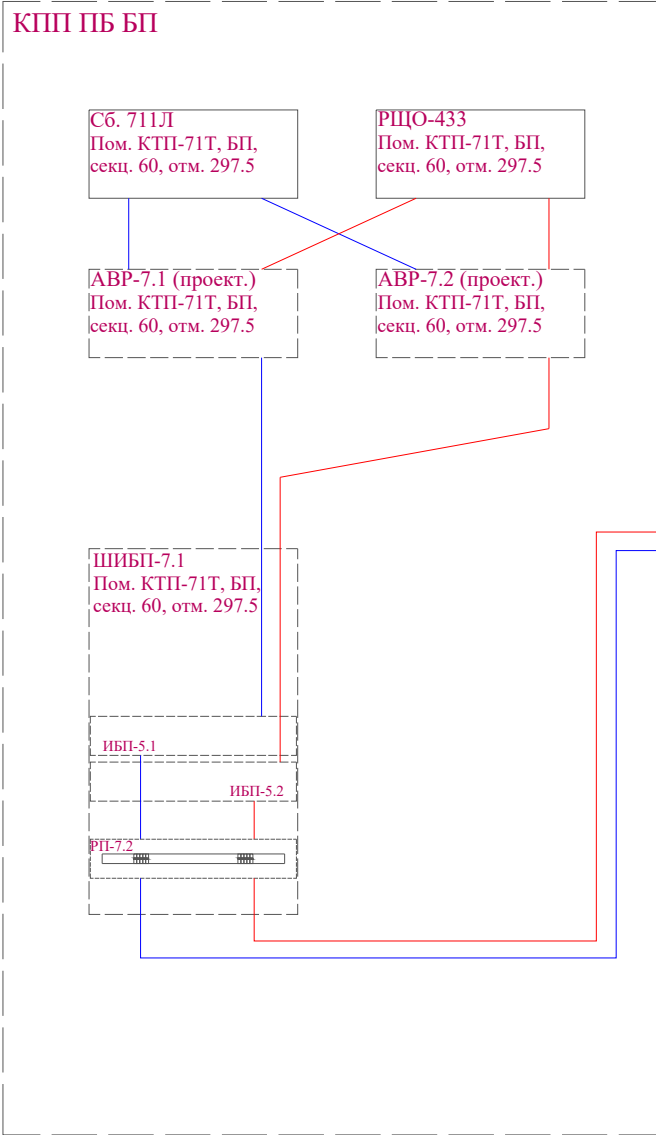 КПП ПБ БП
Сб. 711Л
Пом. КТП-71Т, БП,
секц. 60, отм. 297.5
РЩО-433
Пом. КТП-71Т, БП,
секц. 60, отм. 297.5
АВР-7.1 (проект.)
Пом. КТП-71Т, БП,
секц. 60, отм. 297.5
АВР-7.2 (проект.)
Пом. КТП-71Т, БП,
секц. 60, отм. 297.5
ШИБП-7.1
Пом. КТП-71Т, БП,
секц. 60, отм. 297.5
ИБП-5.1
ИБП-5.2
РП-7.2